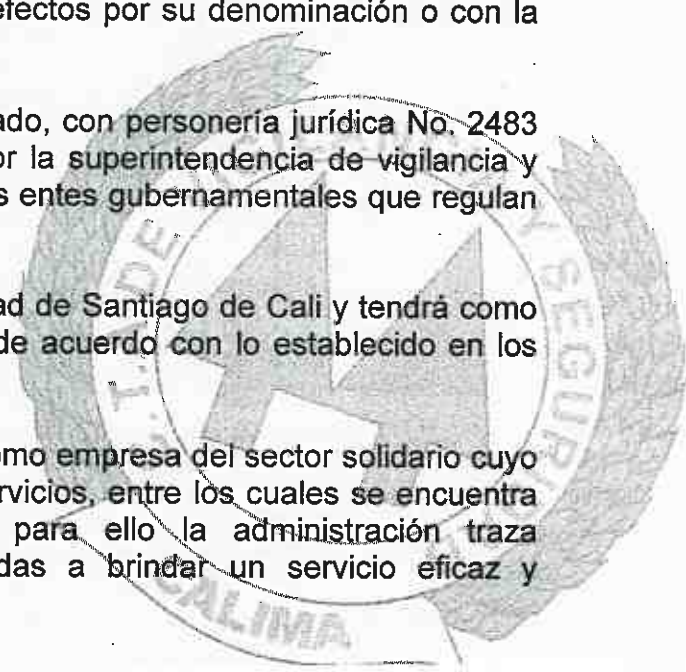 efectos por su denominación o con la
ado, con personería jurídica No. 2483
or la superintendencia de vigilancia y
s entes gubernamentales que regulan
ad de Santiago de Cali y tendrá como
de acuerdo con lo establecido en los
omo empresa del sector solidario cuyo
rvicios, entre los cuales se encuentra
para ello la administración traza
das a brindar un servicio eficaz y
C.T.A DE
Y SEGURI
CALIMA